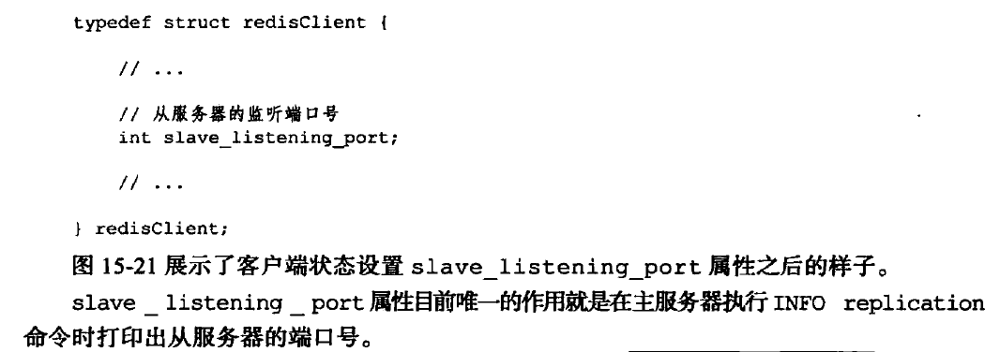 typedef struct redisClient {
// ...
// 从服务器的监听端口号
int slave_listening_port;
// ...
} redisClient;
图 15-21 展示了客户端状态设置 slave_listening_port 属性之后的样子。
slave _ listening _ port 属性目前唯一的作用就是在主服务器执行 INFO replication
命令时打印出从服务器的端口号。